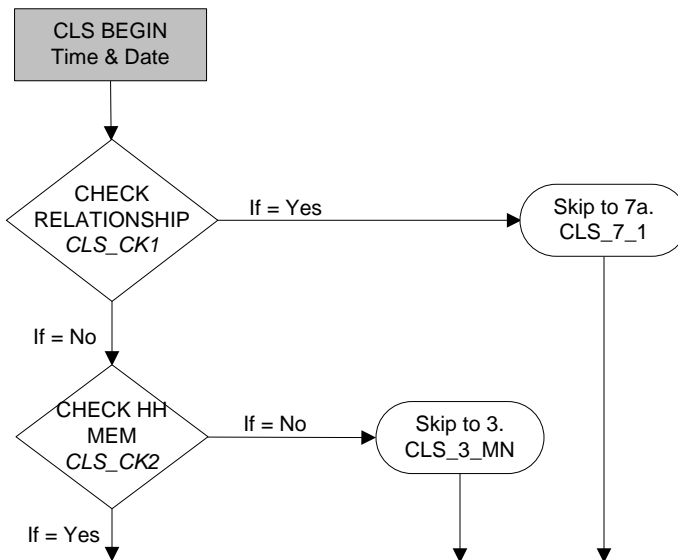 CLS BEGIN
Time & Date
CHECK
RELATIONSHIP
CLS_CK1
If = Yes
Skip to 7a.
CLS_7_1
If = No
CHECK HH
MEM
CLS_CK2
If = No
Skip to 3.
CLS_3_MN
If = Yes